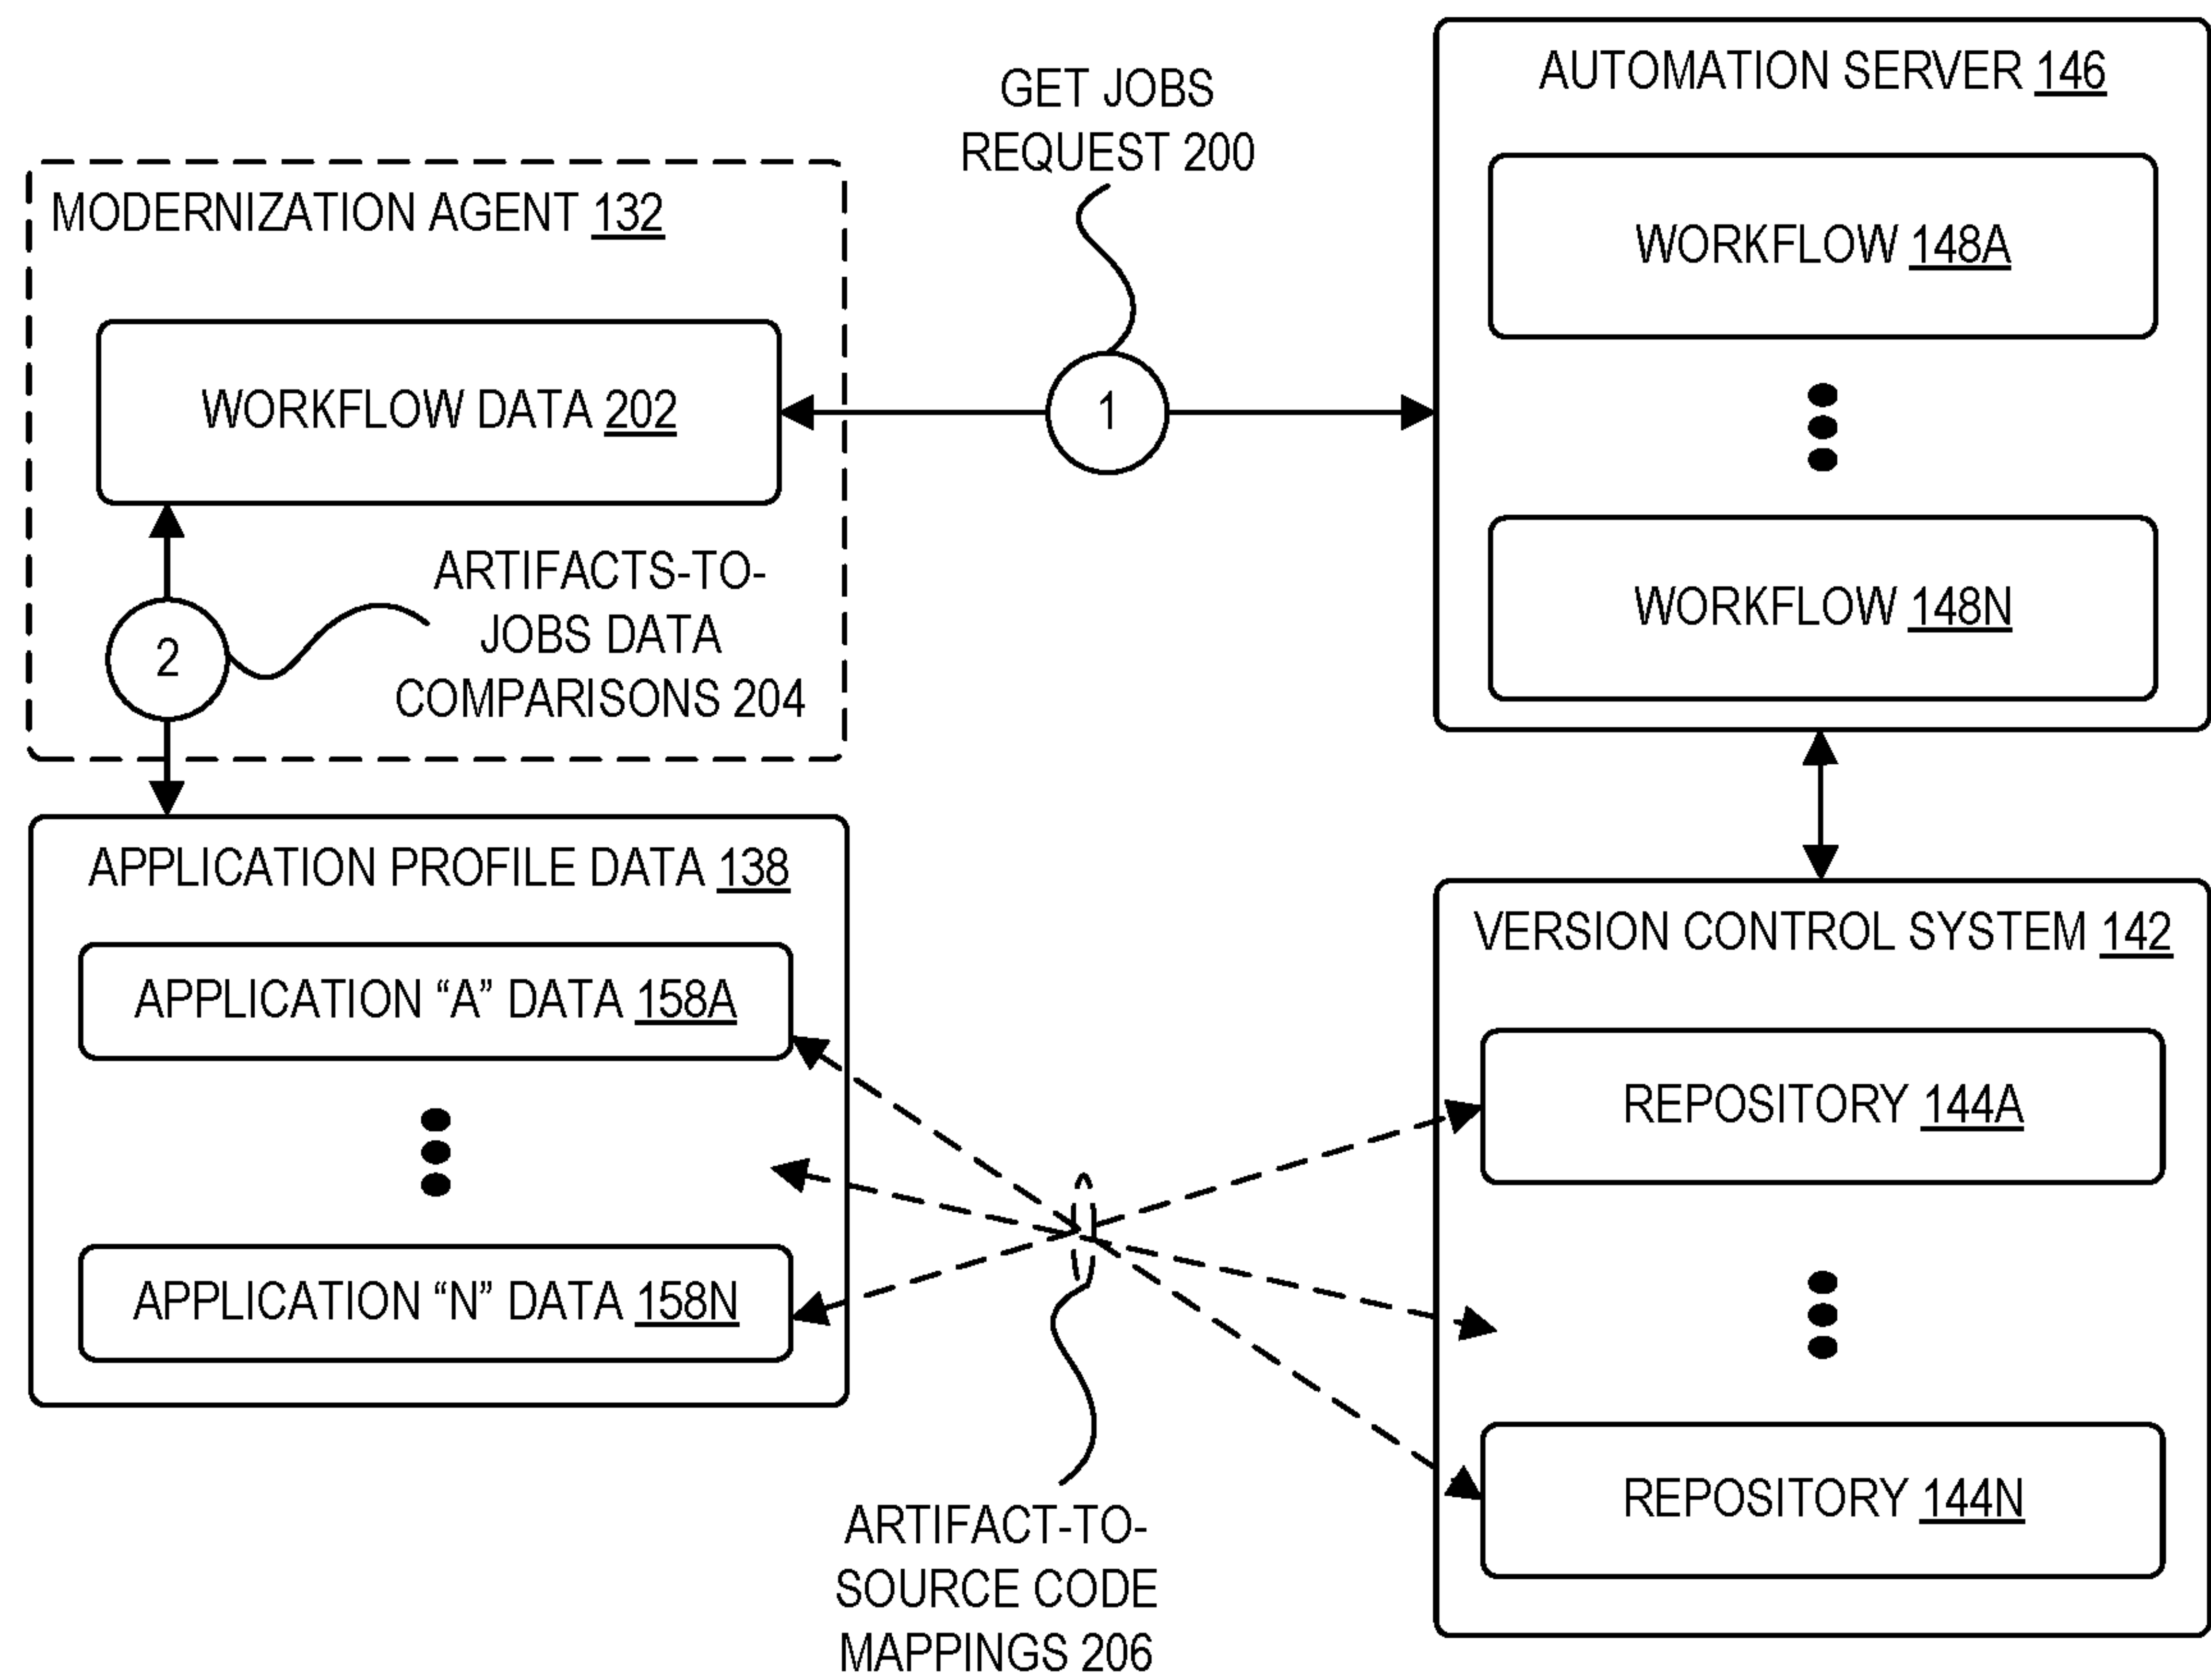 GET JOBS
REQUEST 200
AUTOMATION SERVER 146
WORKFLOW 148A
WORKFLOW 148N
MODERNIZATION AGENT 132
WORKFLOW DATA 202
1
2
ARTIFACTS-TO-
JOBS DATA
COMPARISONS 204
APPLICATION PROFILE DATA 138
APPLICATION “A” DATA 158A
APPLICATION “N” DATA 158N
VERSION CONTROL SYSTEM 142
REPOSITORY 144A
REPOSITORY 144N
ARTIFACT-TO-
SOURCE CODE
MAPPINGS 206